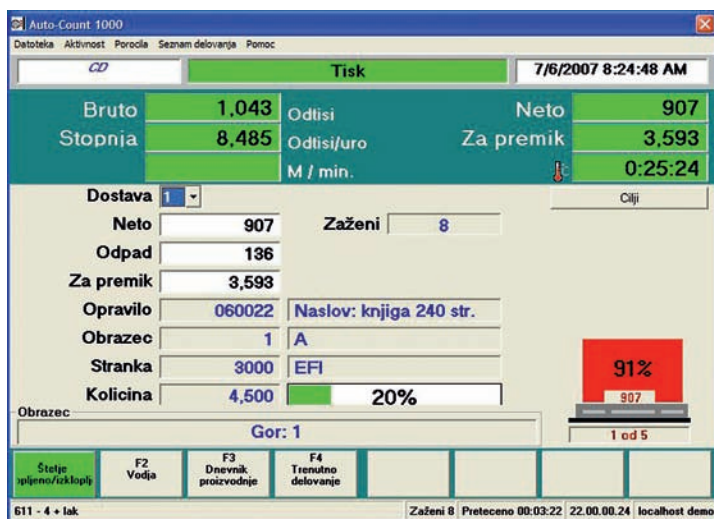 Auto-Count 1000
Datoteka Aktivnost Porocila Seznam delovanja Pomoc
CD Tisk 7/6/2007 8:24:48 AM
Bruto 1,043 Odtisi Neto 907
Stopnja 8,485 Odtisi/uro Za premik 3,593
M / min. 0:25:24
Dostava 1 Cilji
Neto 907 Zaženi 8
Odpad 136
Za premik 3,593
Opravilo 060022 Naslov: knjiga 240 str.
Obrazec 1 A
Stranka 3000 EFI
Kolicina 4,500 20%
91%
907
1 od 5
Obrazec
Gor: 1
Štetje
opljeno/izkloplj
F2
Vodja
F3
Dnevnik
proizvodnje
F4
Trenutno
delovanje
611 - 4 + lak Zaženi 8 Preteceno 00:03:22 22.00.00.24 localhost demo